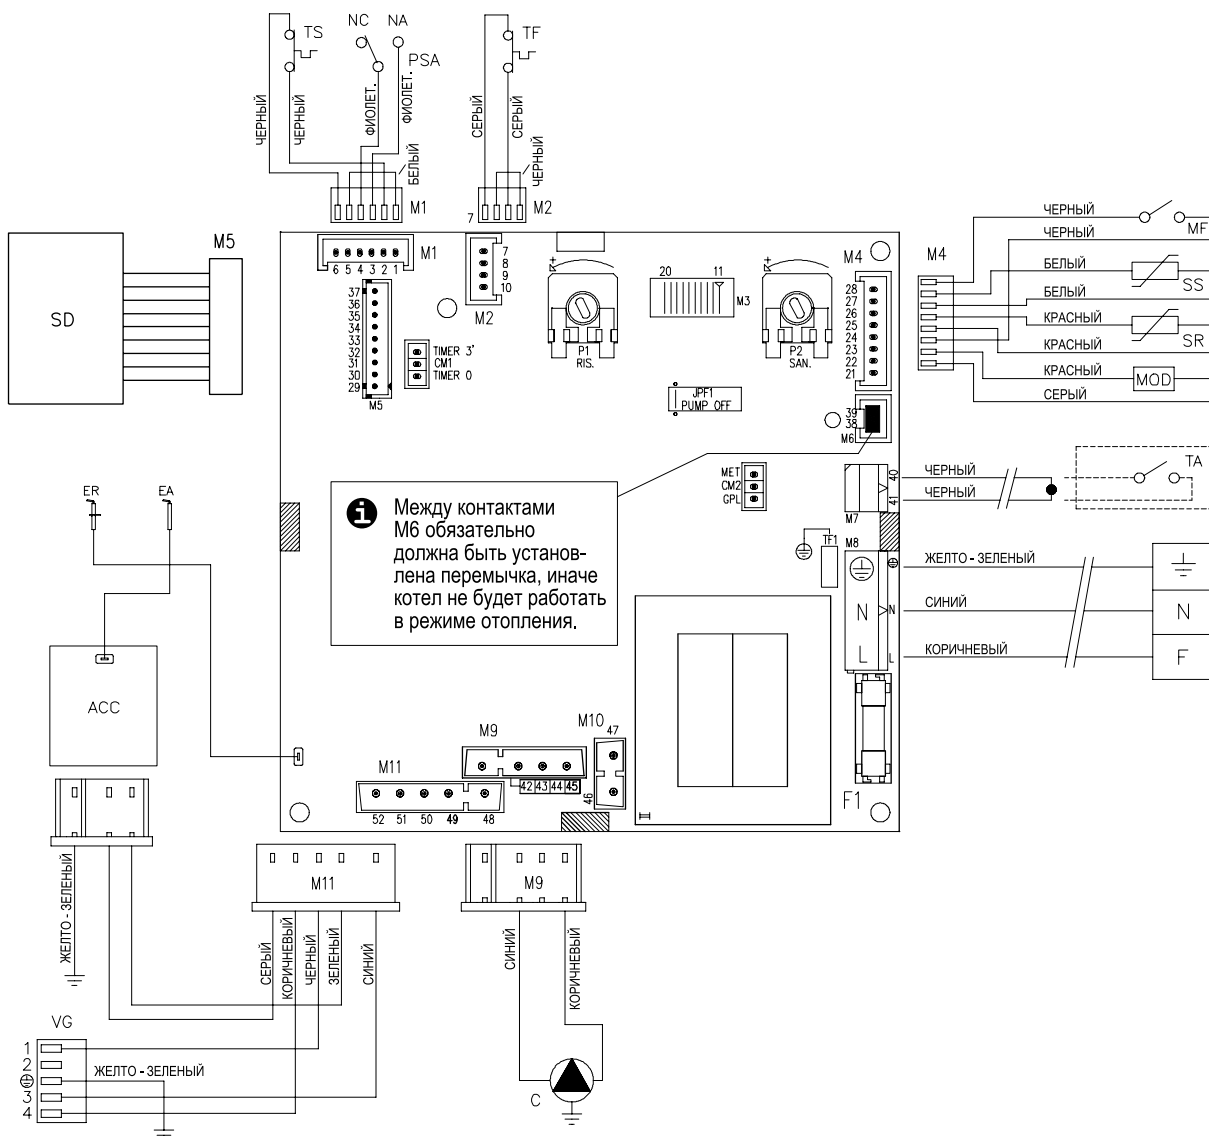 TS
NC
NA
PSA
TF
ЧЕРНЫЙ
ЧЕРНЫЙ
ФИОЛЕТ.
ФИОЛЕТ.
БЕЛЫЙ
СЕРЫЙ
СЕРЫЙ
ЧЕРНЫЙ
M1
7
M2
SD
M5
M1
6 5 4 3 2 1
7
8
9
10
M2
37
36
35
34
33
32
31
30
29
M5
TIMER 3'
CM1
TIMER 0
+
P1
RIS.
20
11
M3
+
P2
SAN.
JPF1
PUMP OFF
M4
28
27
26
25
24
23
22
21
39
38
M6
M4
ЧЕРНЫЙ
MF
ЧЕРНЫЙ
БЕЛЫЙ
SS
БЕЛЫЙ
КРАСНЫЙ
SR
КРАСНЫЙ
КРАСНЫЙ
MOD
СЕРЫЙ
MET
CM2
GPL
40
41
M7
ЧЕРНЫЙ
ЧЕРНЫЙ
TA
ER
EA
i
Между контактами
М6 обязательно
должна быть установ-
лена перемычка, иначе
котел не будет работать
в режиме отопления.
TF1
M8
N
N
L
L
ЖЕЛТО - ЗЕЛЕНЫЙ
СИНИЙ
N
КОРИЧНЕВЫЙ
F
ACC
F1
M9
42 43 44 45
M10
47
46
M11
52 51 50 49 48
M11
M9
ЖЕЛТО - ЗЕЛЕНЫЙ
СЕРЫЙ
КОРИЧНЕВЫЙ
ЧЕРНЫЙ
ЗЕЛЕНЫЙ
СИНИЙ
СИНИЙ
КОРИЧНЕВЫЙ
VG
1
2
3
4
ЖЕЛТО - ЗЕЛЕНЫЙ
C